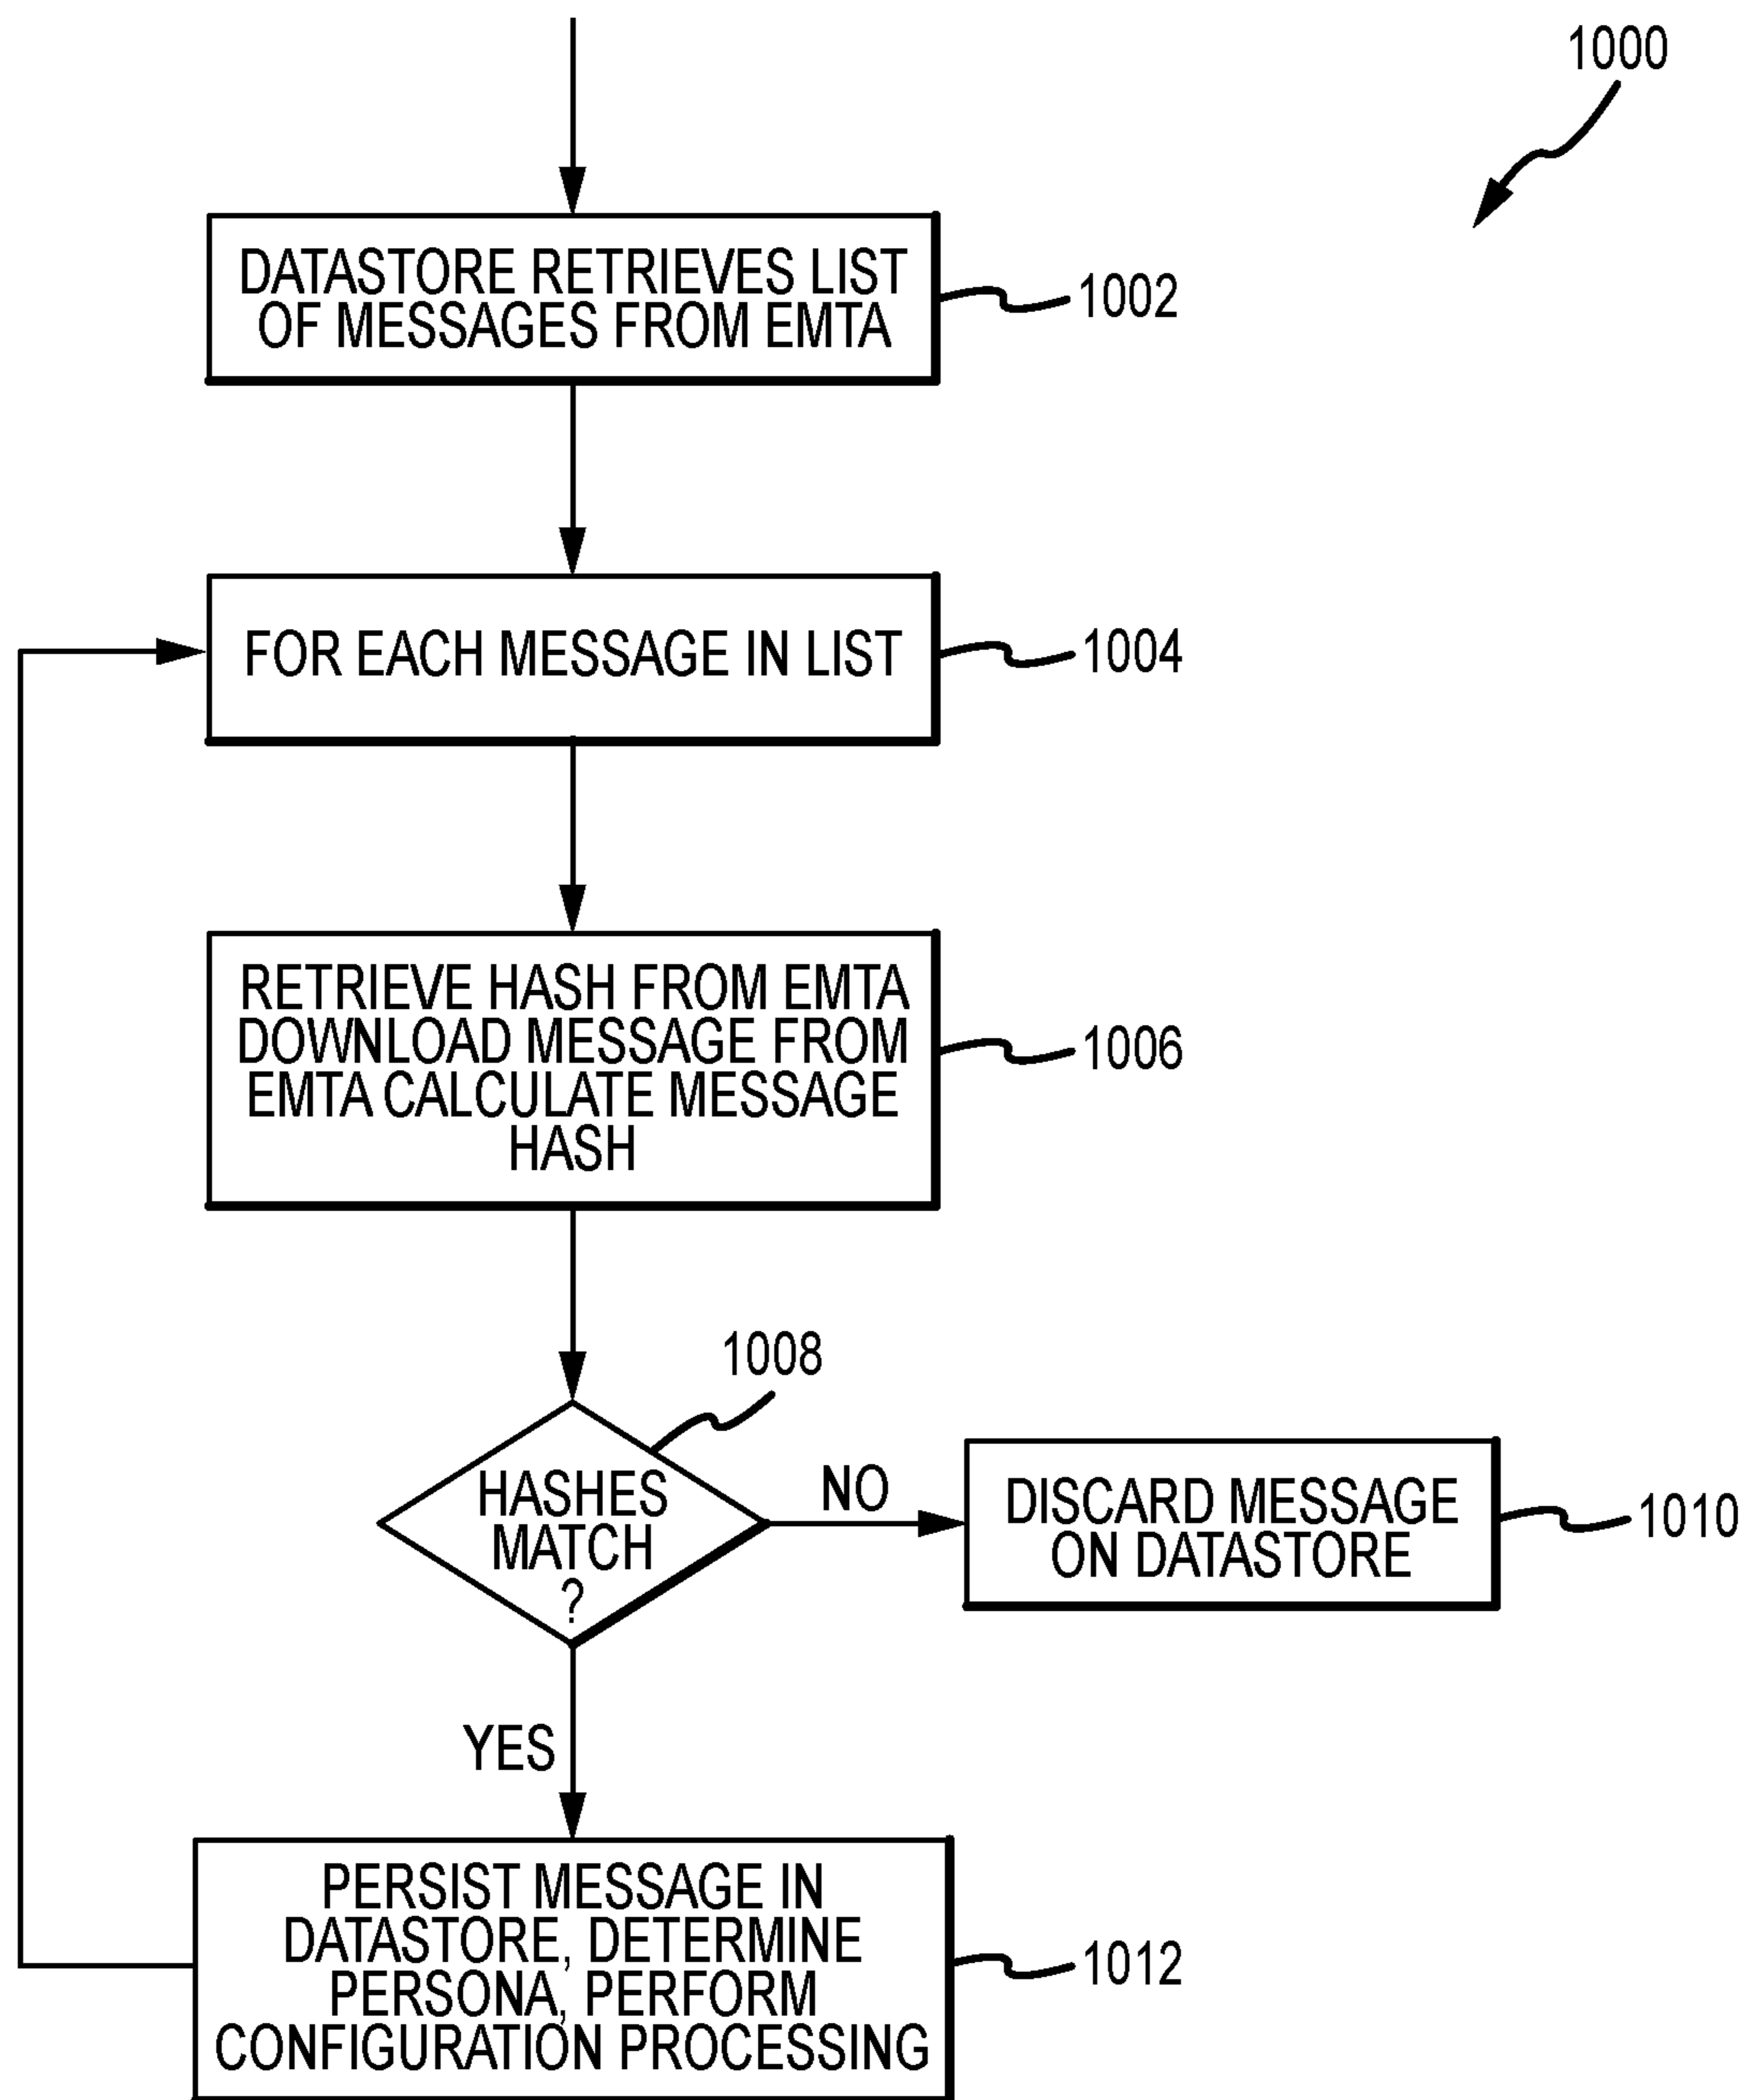 1000
DATASTORE RETRIEVES LIST
OF MESSAGES FROM EMTA
1002
FOR EACH MESSAGE IN LIST
1004
RETRIEVE HASH FROM EMTA
DOWNLOAD MESSAGE FROM
EMTA CALCULATE MESSAGE
HASH
1006
1008
HASHES
MATCH
?
NO
DISCARD MESSAGE
ON DATASTORE
1010
YES
PERSIST MESSAGE IN
DATASTORE, DETERMINE
PERSONA, PERFORM
CONFIGURATION PROCESSING
1012